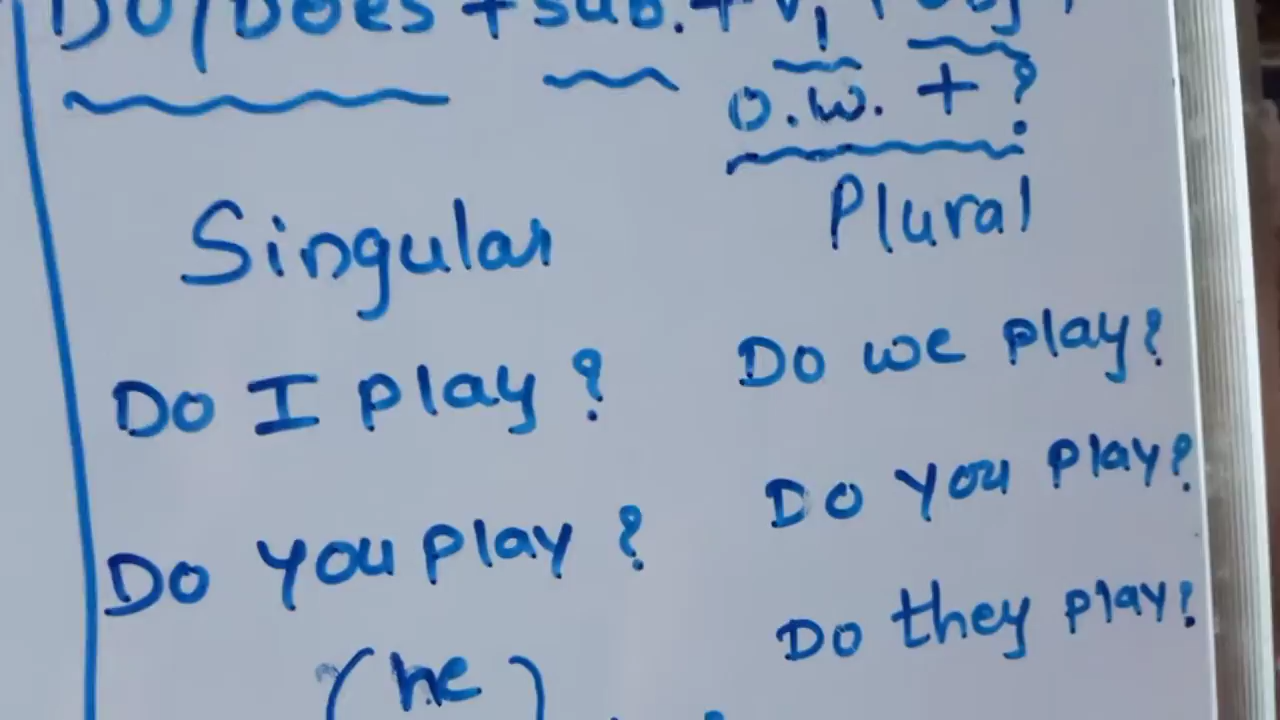 Do/Does + sub. + V1 + obj +
o.w. + ?
Singular
Plural
Do I play ?
Do we play?
Do you play ?
Do you play?
Do they play?
(he )